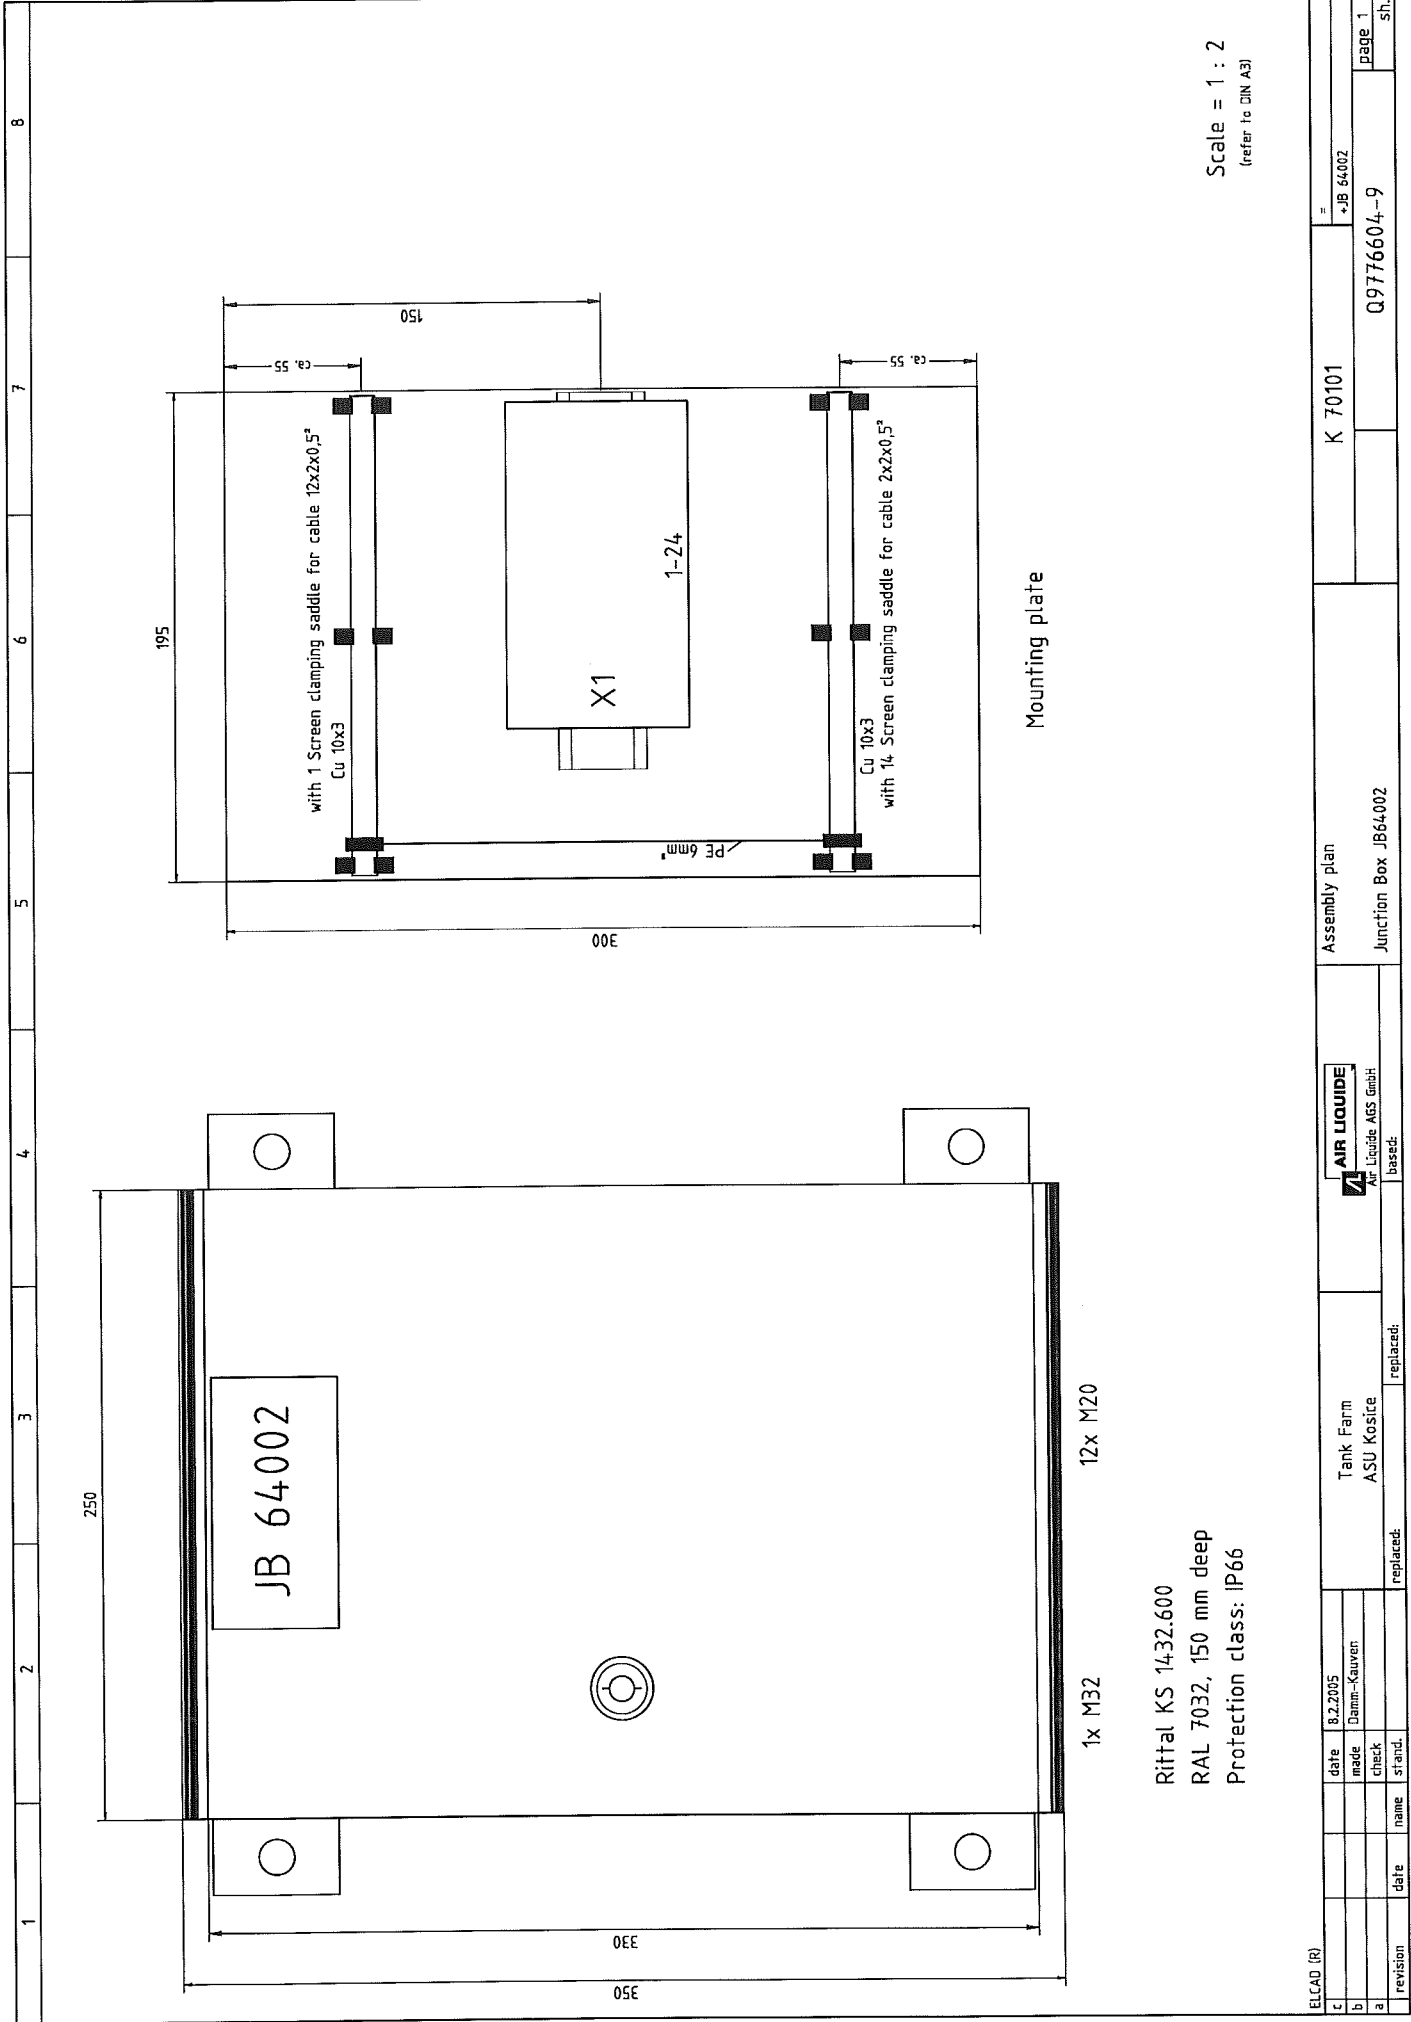 1
2
3
4
5
6
7
8
250
JB 64002
330
350
1x M32
12x M20
Rittal KS 1432.600
RAL 7032, 150 mm deep
Protection class: IP66
195
ca. 55
150
with 1 Screen clamping saddle for cable 12x2x0,5²
Cu 10x3
X1
1-24
PE 6mm²
300
Cu 10x3
with 14 Screen clamping saddle for cable 2x2x0,5²
ca. 55
Mounting plate
Scale = 1 : 2
(refer to DIN A3)
ELCAD (R)
c
b
a
revision
date
name
date
8.2.2005
made
Damm-Kauven
check
stand.
Tank Farm
ASU Kosice
replaced:
replaced:
AIR LIQUIDE
Air Liquide AGS GmbH
based:
Assembly plan
Junction Box JB64002
K 70101
=
+JB 64002
Q9776604-9
page 1
sh.